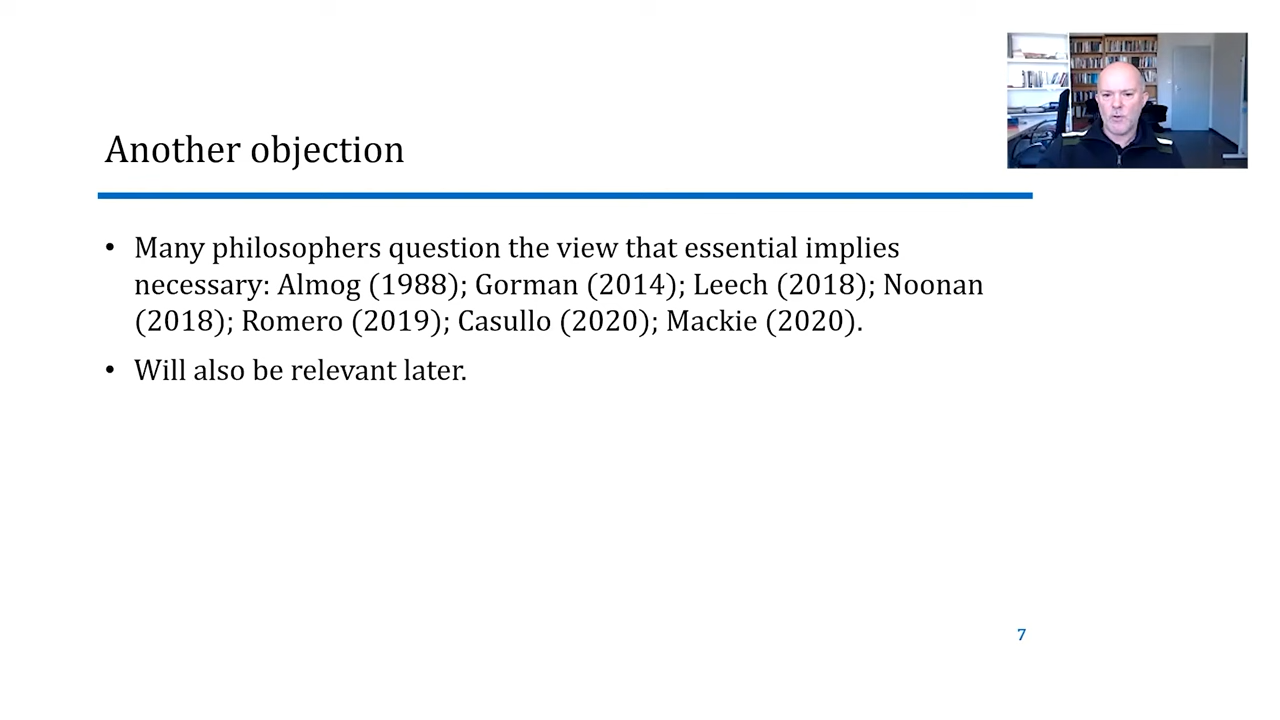 Another objection
• Many philosophers question the view that essential implies
necessary: Almog (1988); Gorman (2014); Leech (2018); Noonan
(2018); Romero (2019); Casullo (2020); Mackie (2020).
• Will also be relevant later.
7